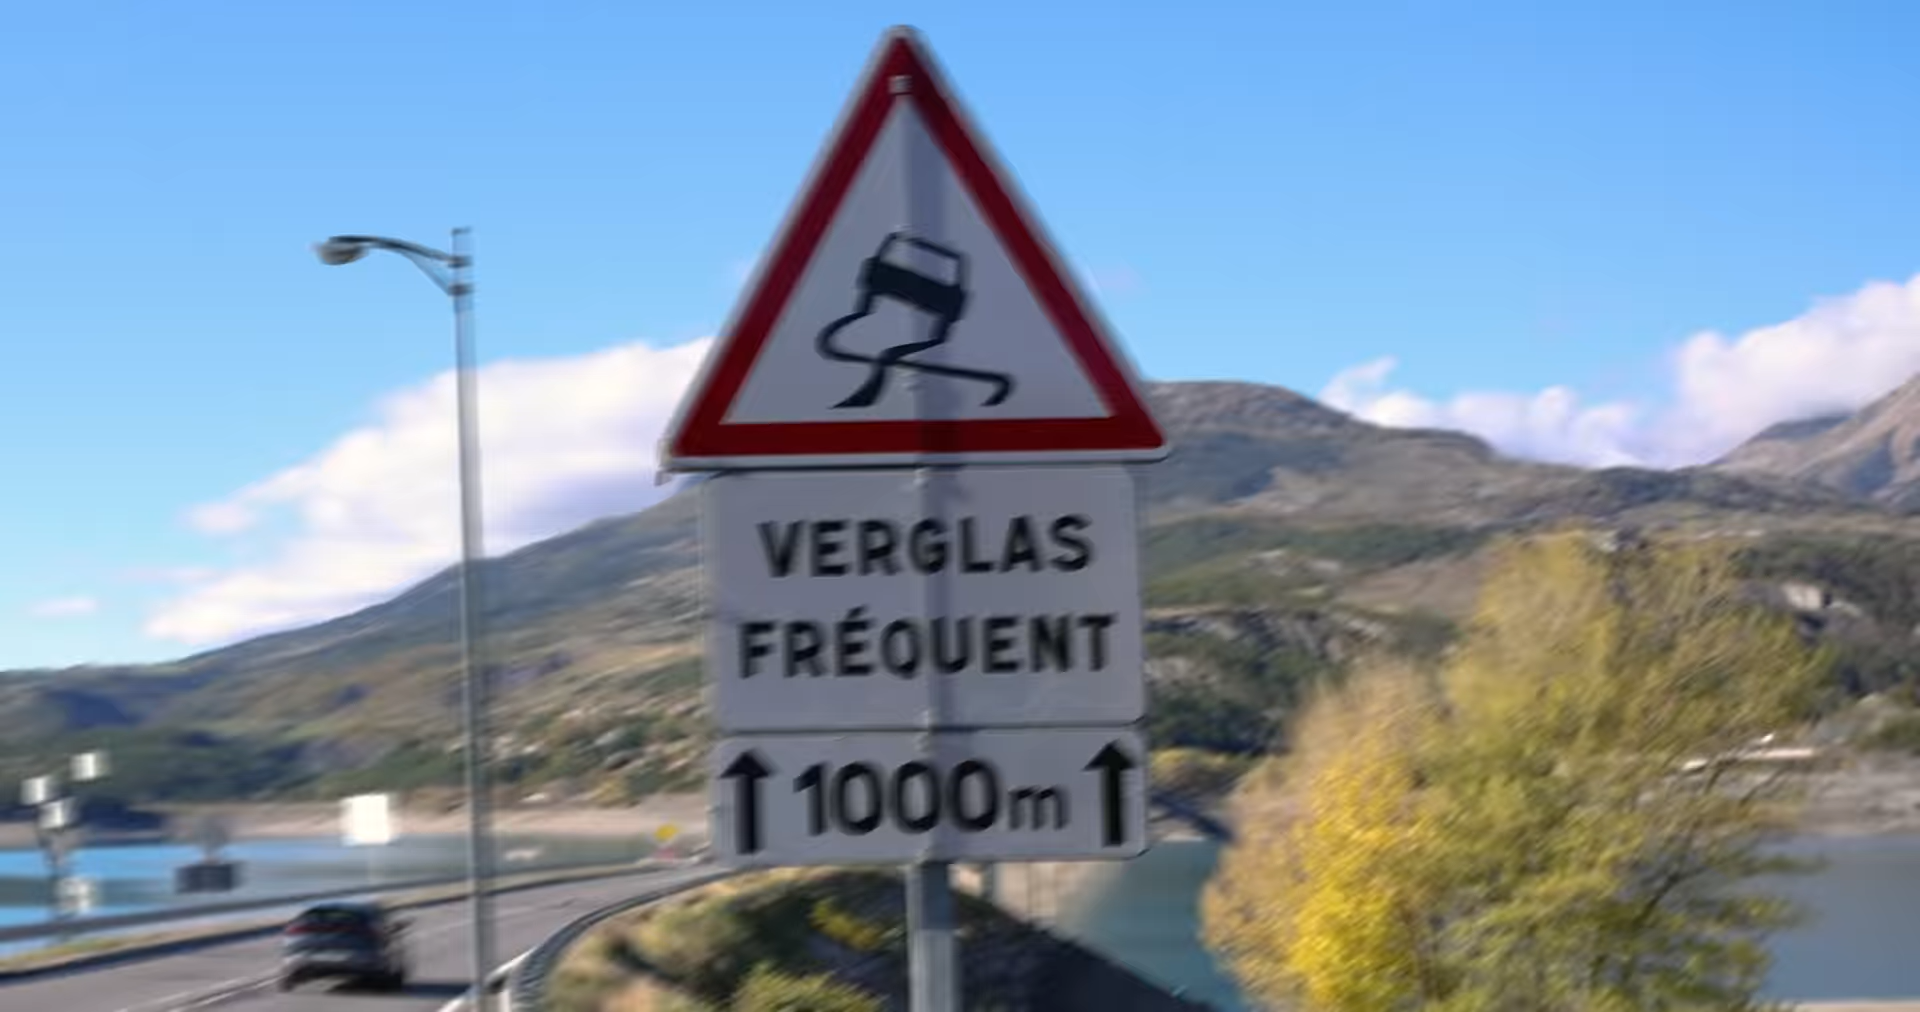 VERGLAS
FRÉQUENT
↑ 1000m ↑